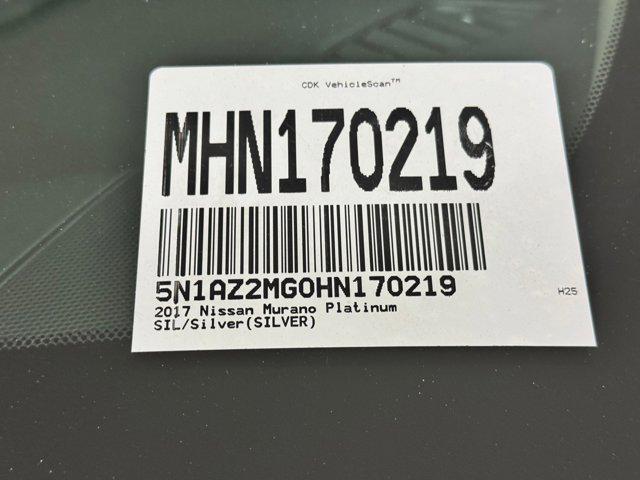 CDK VehicleScan™
MHN170219
5N1AZ2MG0HN170219
H25
2017 Nissan Murano Platinum
SIL/Silver(SILVER)